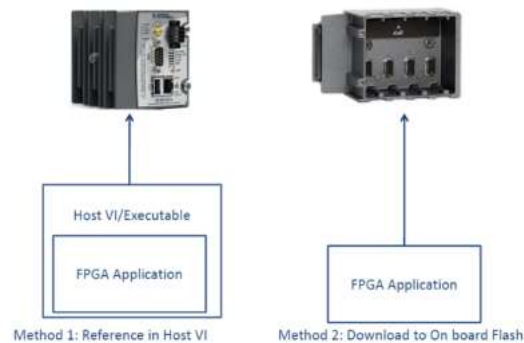 Host VI/Executable
FPGA Application
FPGA Application
Method 1: Reference in Host VI
Method 2: Download to On board Flash